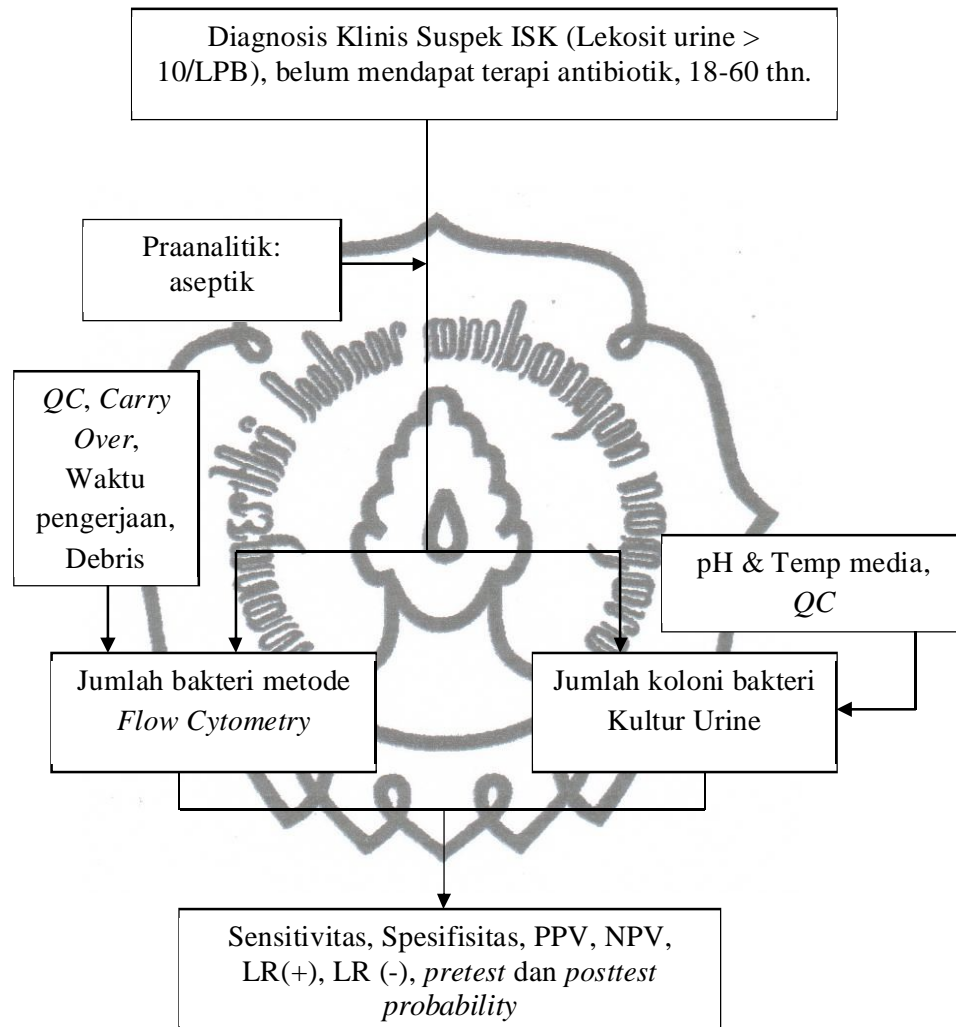 Diagnosis Klinis Suspek ISK (Lekosit urine >
10/LPB), belum mendapat terapi antibiotik, 18-60 thn.
Praanalitik:
aseptik
QC, Carry
Over,
Waktu
pengerjaan,
Debris
pH & Temp media,
QC
Jumlah bakteri metode
Flow Cytometry
Jumlah koloni bakteri
Kultur Urine
Sensitivitas, Spesifisitas, PPV, NPV,
LR(+), LR (-), pretest dan posttest
probability